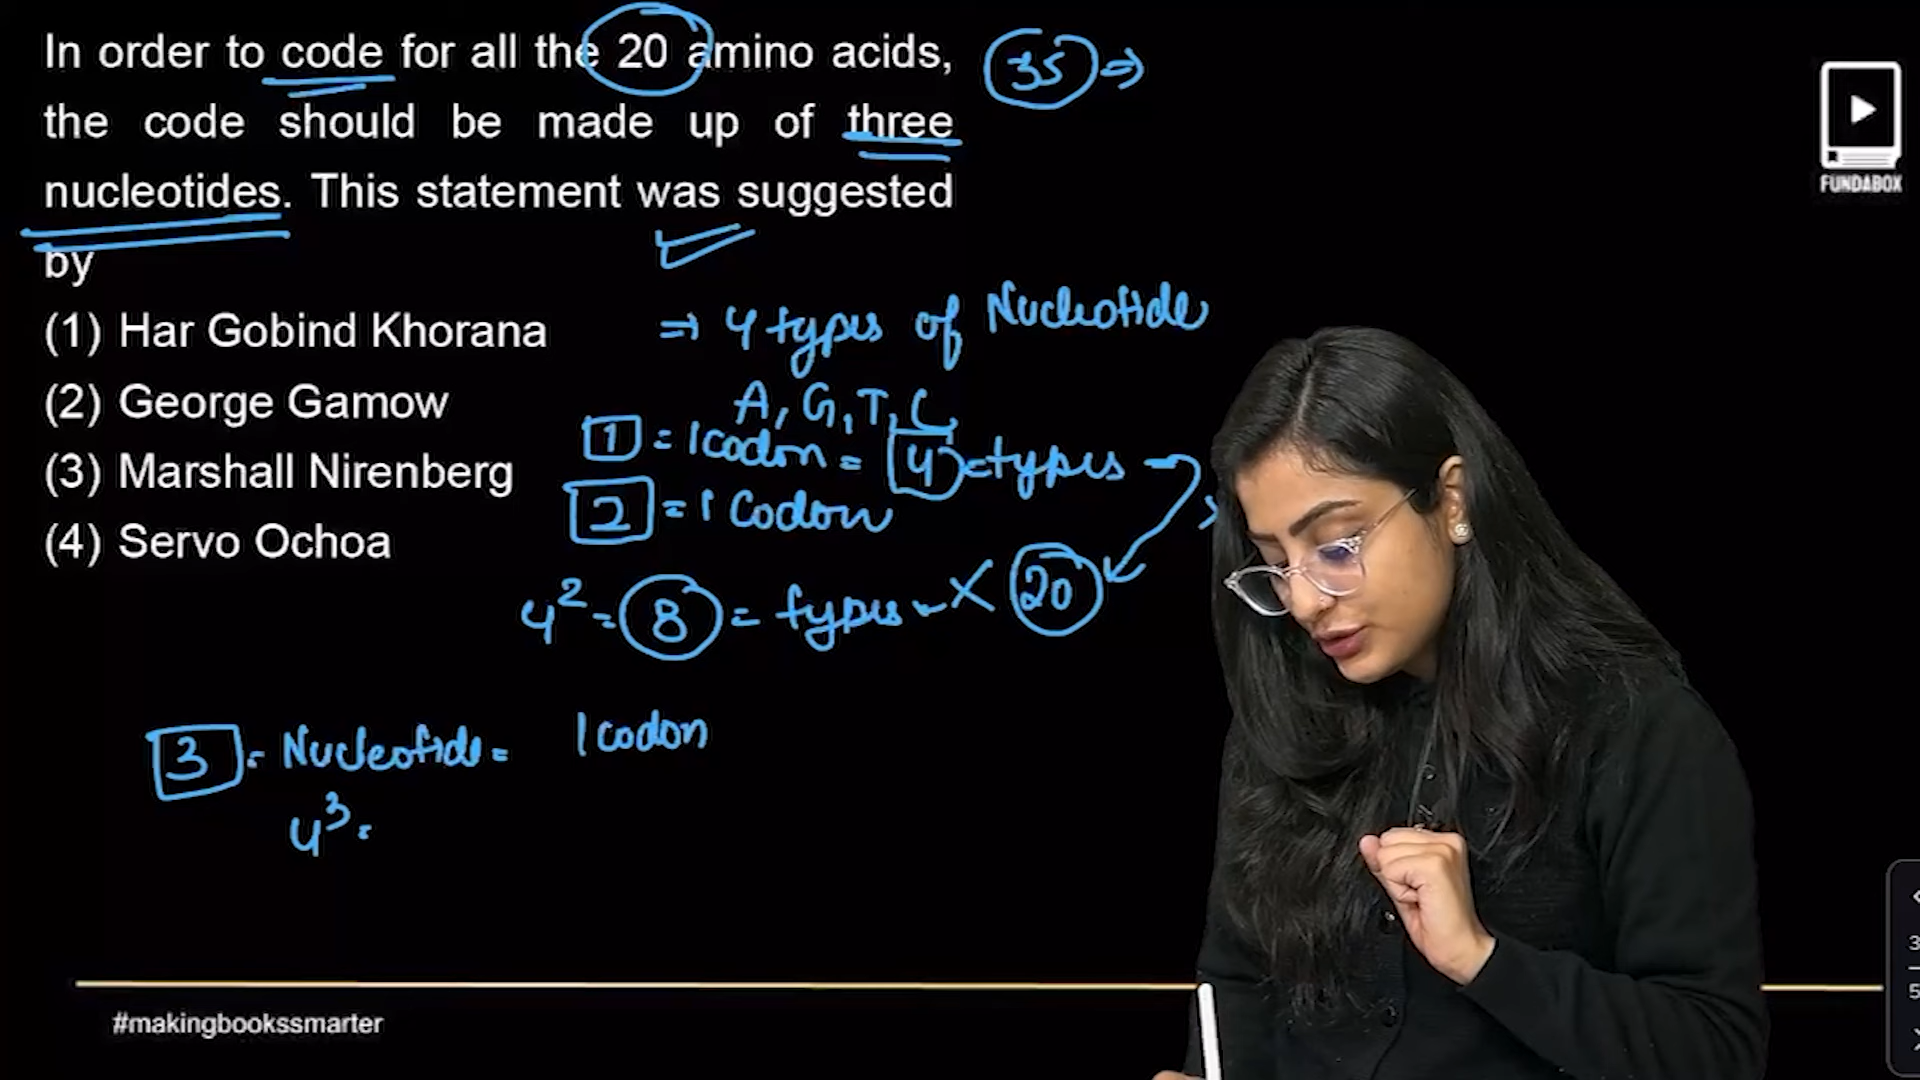 In order to code for all the 20 amino acids,
the code should be made up of three
nucleotides. This statement was suggested
by
(1) Har Gobind Khorana
(2) George Gamow
(3) Marshall Nirenberg
(4) Servo Ochoa
35 ⇒
FUNDABOX
⇒ 4 types of Nucleotide
A, G, T, C
1 = 1 codon = 4 = types
2 = 1 Codon
4² = 8 = types × 20
3 = Nucleotide = 1 codon
4³ =
#makingbookssmarter
3
5